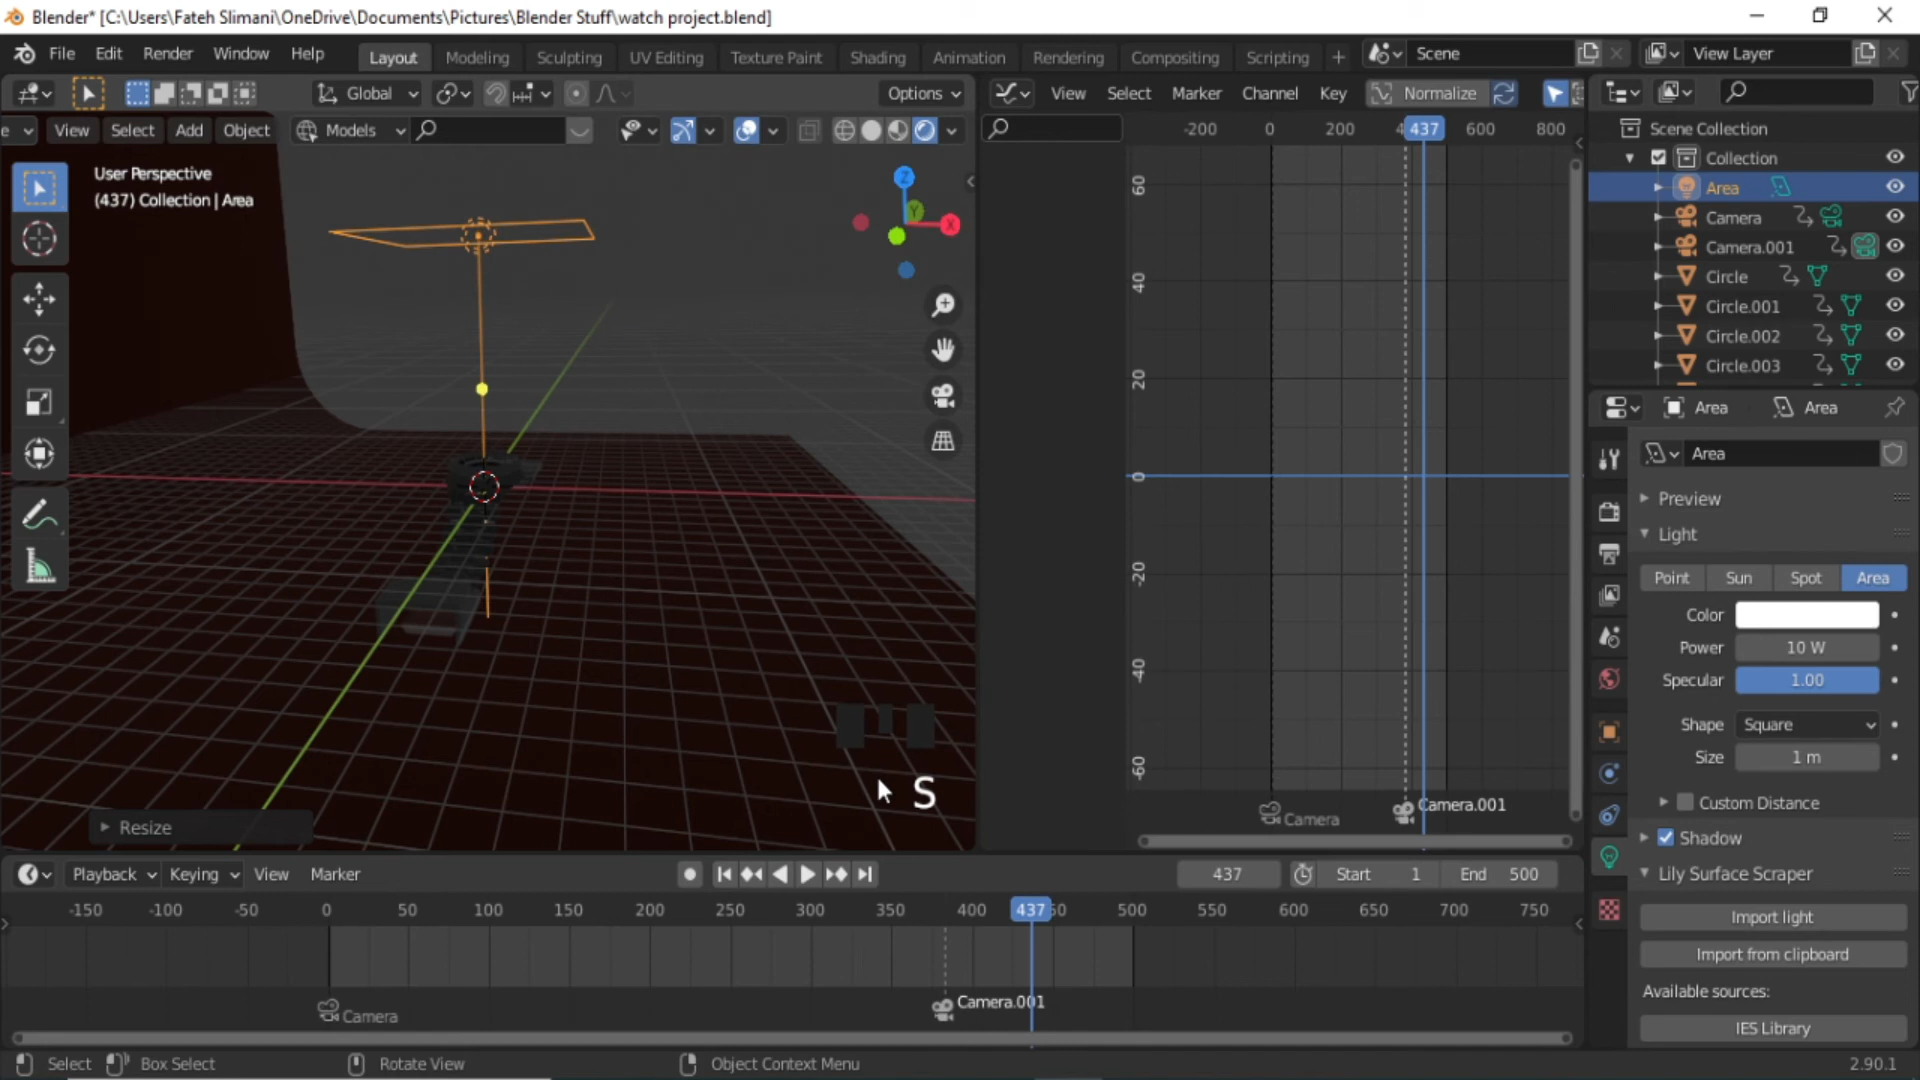 Blender* [C:\Users\Fateh Slimani\OneDrive\Documents\Pictures\Blender Stuff\watch project.blend]
File Edit Render Window Help Layout Modeling Sculpting UV Editing Texture Paint Shading Animation Rendering Compositing Scripting + Scene View Layer
Global Options View Select Marker Channel Key Normalize
e View Select Add Object Models
-200 0 200 4 437 600 800
User Perspective
(437) Collection | Area
Z
Y
X
60
40
20
0
-20
-40
-60
Camera Camera.001
S
Resize
Scene Collection
Collection
Area
Camera
Camera.001
Circle
Circle.001
Circle.002
Circle.003
Area Area
Area
Preview
Light
Point Sun Spot Area
Color
Power 10 W
Specular 1.00
Shape Square
Size 1 m
Custom Distance
Shadow
Lily Surface Scraper
Import light
Import from clipboard
Available sources:
IES Library
Playback Keying View Marker 437 Start 1 End 500
-150 -100 -50 0 50 100 150 200 250 300 350 400 437 50 500 550 600 650 700 750
Camera Camera.001
Select Box Select Rotate View Object Context Menu 2.90.1